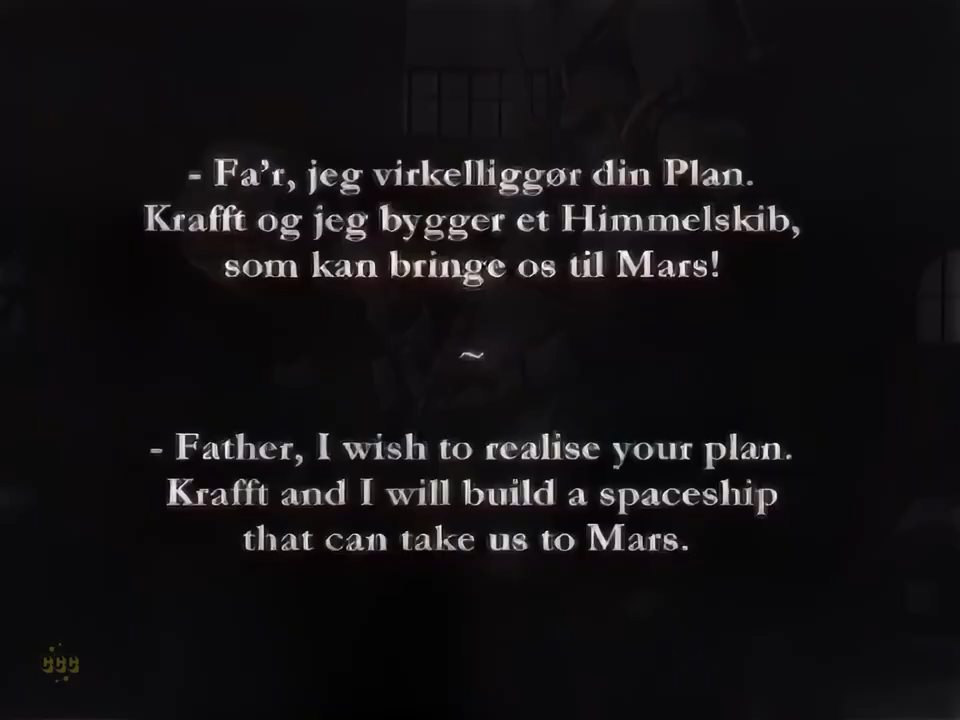 - Fa’r, jeg virkelliggør din Plan.
Krafft og jeg bygger et Himmelskib,
som kan bringe os til Mars!
~
- Father, I wish to realise your plan.
Krafft and I will build a spaceship
that can take us to Mars.
CCC